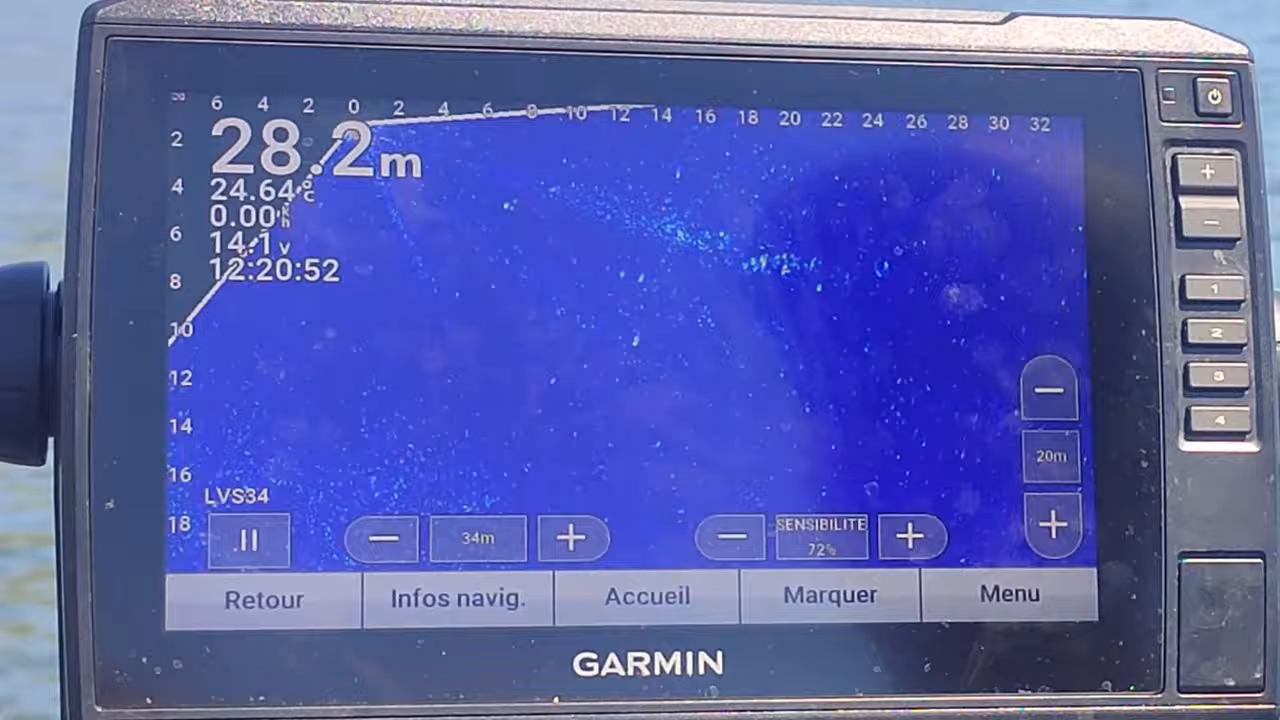 6 4 2 0 2 4 6 8 10 12 14 16 18 20 22 24 26 28 30 32
2
28.2m
4
24.64°C
0.00
6
14.1 V
12:20:52
8
10
12
14
16
18
LVS34
34m
SENSIBILITE
72%
20m
Retour Infos navig. Accueil Marquer Menu
GARMIN
1
2
3
4